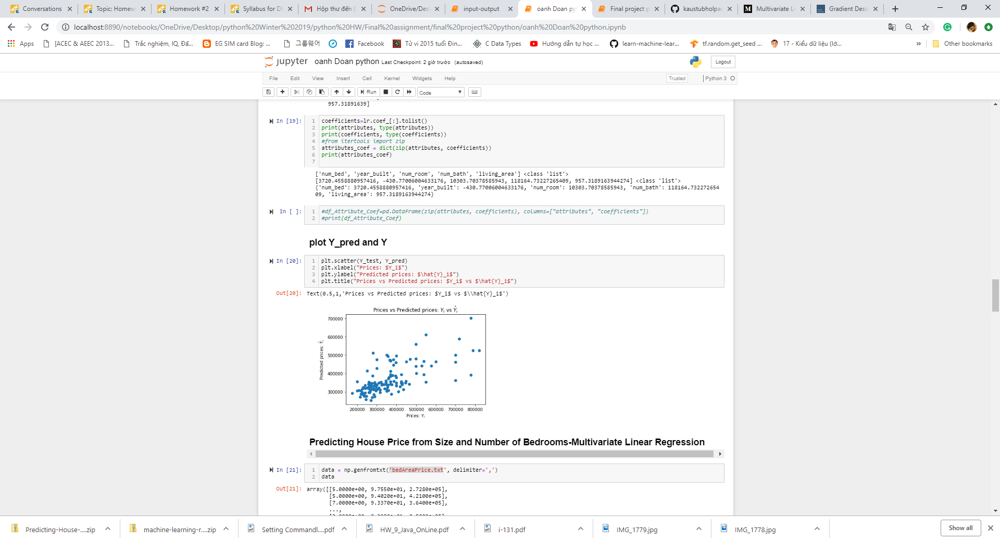 Conversations
Topic: Homew
Homework #2
Syllabus for DE
Hộp thư đến (
OneDrive/Desk
input-output
oanh Doan pyt
Final project p
kaustubholpac
Multivariate Li
Gradient Desc
localhost:8890/notebooks/OneDrive/Desktop/python%20Winter%202019/python%20HW/Final%20assignment/final%20project%20python/oanh%20Doan%20python.ipynb
Apps
[ACEC & AEEC 2013...
Trắc nghiệm, IQ, Đấ...
EG SIM card Blog: ...
그룹웨어
Facebook
Tử vi 2015 tuổi Đin...
C Data Types
Hướng dẫn tự học ...
learn-machine-lear...
tf.random.get_seed ...
17 - Kiểu dữ liệu (lớ...
»
Other bookmarks
jupyter oanh Doan python Last Checkpoint: 2 giờ trước (autosaved)
Logout
File Edit View Insert Cell Kernel Widgets Help
Trusted
Python 3
Run
Code
957.31891639]
In [19]:
1 coefficients=lr.coef_[:].tolist()
2 print(attributes, type(attributes))
3 print(coefficients, type(coefficients))
4 #from itertools import zip
5 attributes_coef = dict(zip(attributes, coefficients))
6 print(attributes_coef)
7
['num_bed', 'year_built', 'num_room', 'num_bath', 'living_area'] <class 'list'>
[3720.4558880957416, -430.77006004633176, 10303.70378585943, 118164.73227265409, 957.3189163944274] <class 'list'>
{'num_bed': 3720.4558880957416, 'year_built': -430.77006004633176, 'num_room': 10303.70378585943, 'num_bath': 118164.732272654
09, 'living_area': 957.3189163944274}
In [ ]:
1 #df_Attribute_Coef=pd.DataFrame(zip(attributes, coefficients), columns=["attributes", "coefficients"])
2 #print(df_Attribute_Coef)
plot Y_pred and Y
In [20]:
1 plt.scatter(Y_test, Y_pred)
2 plt.xlabel("Prices: $Y_i$")
3 plt.ylabel("Predicted prices: $\hat{Y}_i$")
4 plt.title("Prices vs Predicted prices: $Y_i$ vs $\hat{Y}_i$")
Out[20]: Text(0.5,1,'Prices vs Predicted prices: $Y_i$ vs $\\hat{Y}_i$')
Prices vs Predicted prices: Yi vs Ŷi
700000
600000
500000
400000
300000
Predicted prices: Ŷi
200000 300000 400000 500000 600000 700000 800000
Prices: Yi
Predicting House Price from Size and Number of Bedrooms-Multivariate Linear Regression
In [21]:
1 data = np.genfromtxt('bedAreaPrice.txt', delimiter=',')
2 data
Out[21]: array([[5.0000e+00, 9.7550e+01, 2.7280e+05],
[5.0000e+00, 9.4020e+01, 4.2100e+05],
[7.0000e+00, 9.3370e+01, 3.6400e+05],
...,
Predicting-House-....zip
machine-learning-r....zip
Setting Commandl....pdf
HW_9_Java_OnLine.pdf
i-131.pdf
IMG_1779.jpg
IMG_1778.jpg
Show all